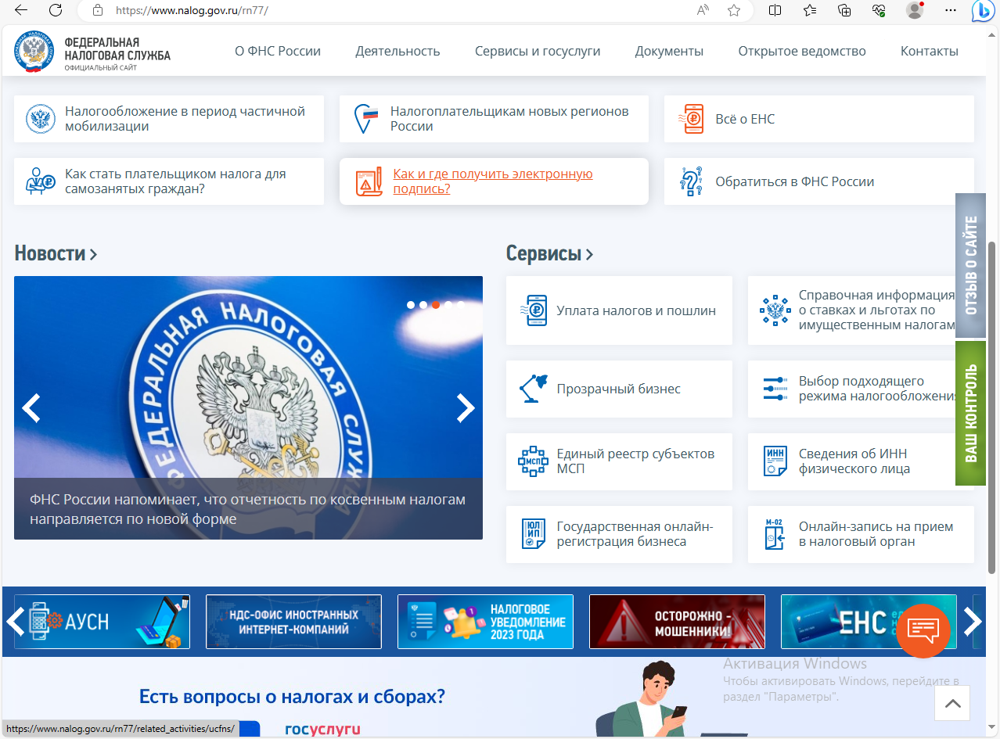 https://www.nalog.gov.ru/rn77/
ФЕДЕРАЛЬНАЯ
НАЛОГОВАЯ СЛУЖБА
ОФИЦИАЛЬНЫЙ САЙТ
О ФНС России
Деятельность
Сервисы и госуслуги
Документы
Открытое ведомство
Контакты
Налогообложение в период частичной
мобилизации
Налогоплательщикам новых регионов
России
Всё о ЕНС
Как стать плательщиком налога для
самозанятых граждан?
Как и где получить электронную
подпись?
Обратиться в ФНС России
ОТЗЫВ О САЙТЕ
ВАШ КОНТРОЛЬ
Новости
ФЕДЕРАЛЬНАЯ НАЛОГОВАЯ СЛУЖБА
ФНС России напоминает, что отчетность по косвенным налогам
направляется по новой форме
Сервисы
Уплата налогов и пошлин
Справочная информация
о ставках и льготах по
имущественным налогам
Прозрачный бизнес
Выбор подходящего
режима налогообложени
МСП
Единый реестр субъектов
МСП
ИНН
Сведения об ИНН
физического лица
ЮЛ
ИП
Государственная онлайн-
регистрация бизнеса
М-02
Онлайн-запись на прием
в налоговый орган
АУСН
НДС-ОФИС ИНОСТРАННЫХ
ИНТЕРНЕТ-КОМПАНИЙ
НАЛОГОВОЕ
УВЕДОМЛЕНИЕ
2023 ГОДА
ОСТОРОЖНО -
МОШЕННИКИ!
ЕНС
Активация Windows
Чтобы активировать Windows, перейдите в
раздел "Параметры".
Есть вопросы о налогах и сборах?
госуслуги
https://www.nalog.gov.ru/rn77/related_activities/ucfns/